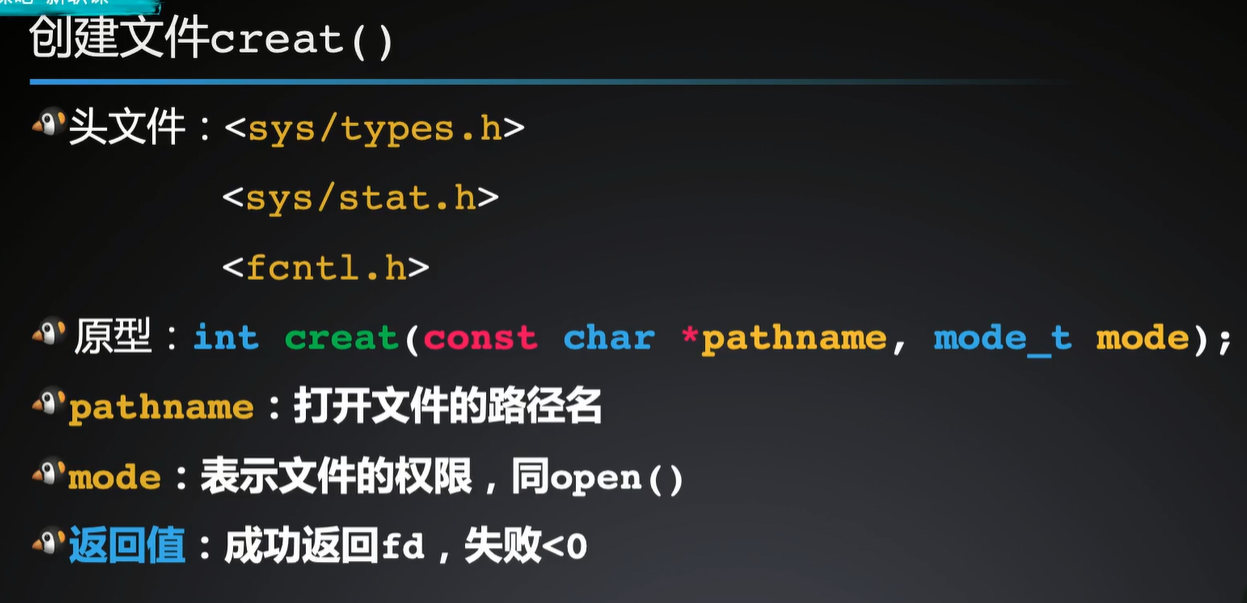 创建文件creat()
头文件：<sys/types.h>
<sys/stat.h>
<fcntl.h>
原型：int creat(const char *pathname, mode_t mode);
pathname：打开文件的路径名
mode：表示文件的权限，同open()
返回值：成功返回fd，失败<0